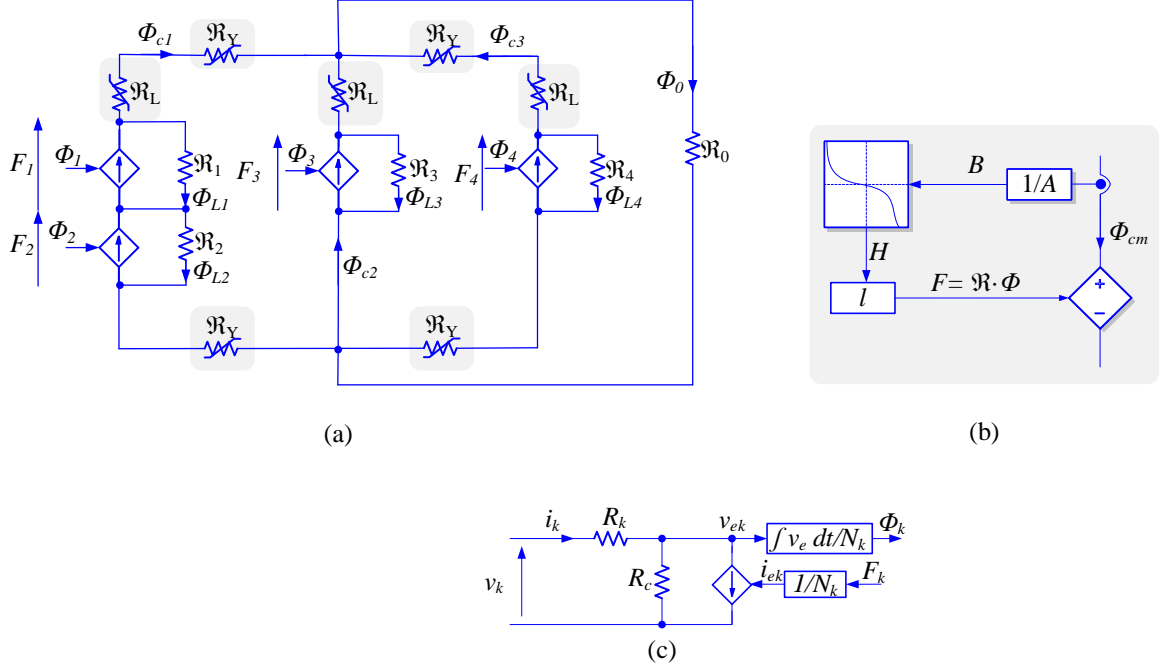 Φc1 ℜY ℜY Φc3
ℜL ℜL ℜL Φ0
F1 Φ1 ℜ1 F3 Φ3 ℜ3 F4 Φ4 ℜ4 ℜ0
ΦL1 ΦL3 ΦL4
F2 Φ2 ℜ2
ΦL2 Φc2
ℜY ℜY
(a)
B 1/A
H Φcm
l F= ℜ·Φ + −
(b)
ik Rk vek ∫ ve dt/Nk Φk
vk Rc iek 1/Nk Fk
(c)